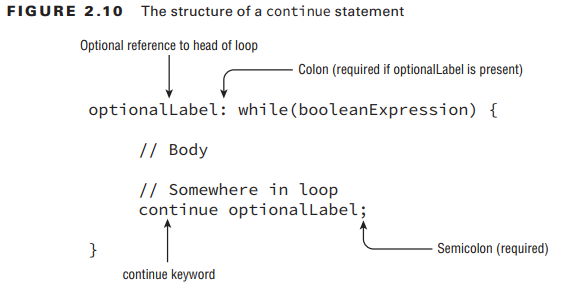 FIGURE 2.10 The structure of a continue statement
Optional reference to head of loop
Colon (required if optionalLabel is present)
optionalLabel: while(booleanExpression) {
// Body
// Somewhere in loop
continue optionalLabel;
}
Semicolon (required)
continue keyword